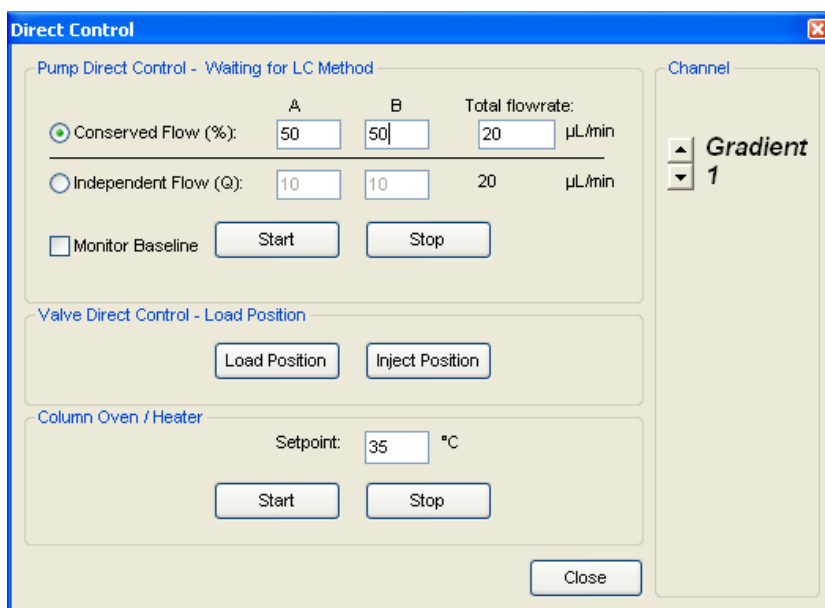 Direct Control
Pump Direct Control - Waiting for LC Method
A B Total flowrate:
Conserved Flow (%): 50 50 20 µL/min
Independent Flow (Q): 10 10 20 µL/min
Monitor Baseline Start Stop
Valve Direct Control - Load Position
Load Position Inject Position
Column Oven / Heater
Setpoint: 35 °C
Start Stop
Channel
Gradient
1
Close